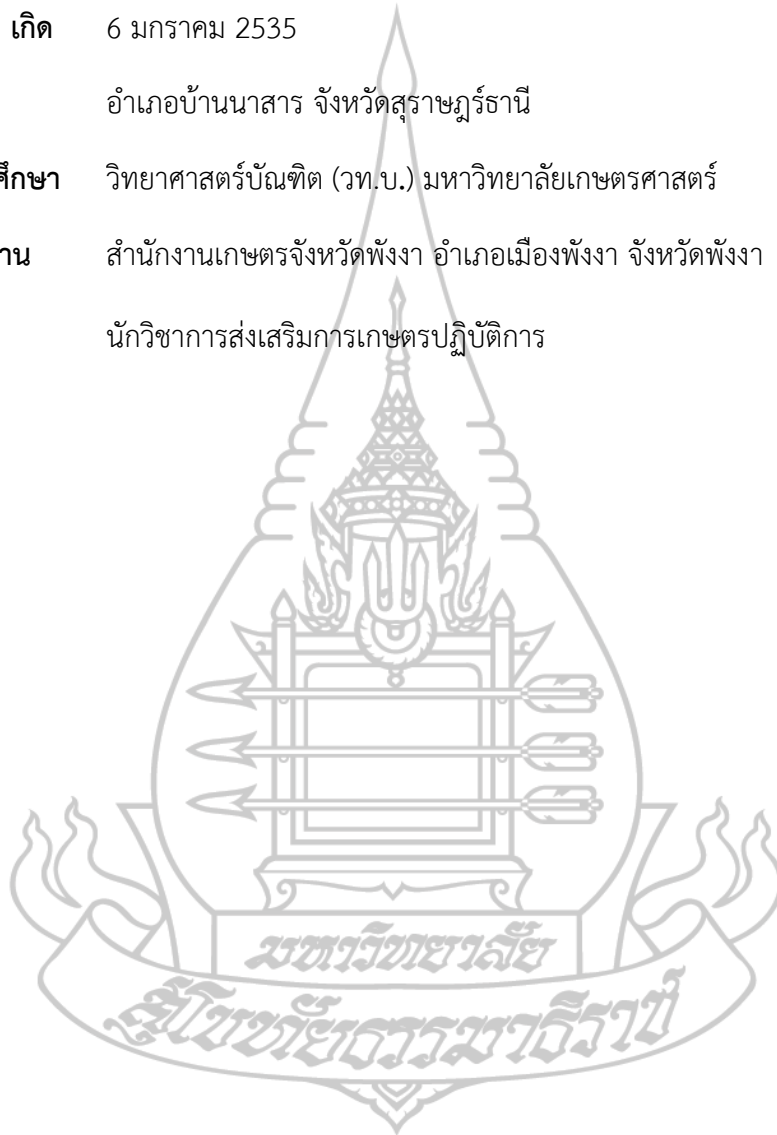 เกิด 6 มกราคม 2535
อำเภอบ้านนาสาร จังหวัดสุราษฎร์ธานี
ศึกษา วิทยาศาสตร์บัณฑิต (วท.บ.) มหาวิทยาลัยเกษตรศาสตร์
าน สำนักงานเกษตรจังหวัดพังงา อำเภอเมืองพังงา จังหวัดพังงา
นักวิชาการส่งเสริมการเกษตรปฏิบัติการ
มหาวิทยาลัย
สุโขทัยธรรมาธิราช